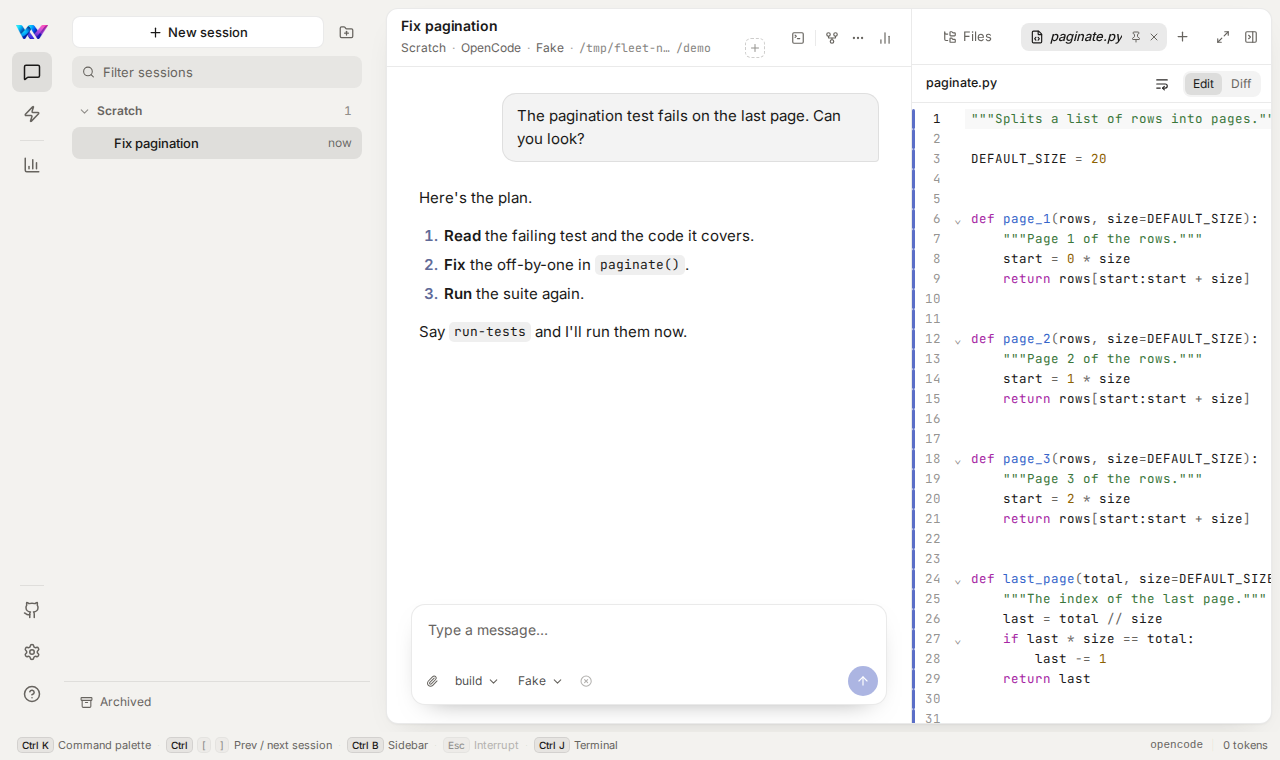 New session
Filter sessions
Scratch 1
Fix pagination now
Archived
Fix pagination
Scratch · OpenCode · Fake · /tmp/fleet-n… /demo
The pagination test fails on the last page. Can
you look?
Here's the plan.
1. Read the failing test and the code it covers.
2. Fix the off-by-one in paginate().
3. Run the suite again.
Say run-tests and I'll run them now.
Type a message...
build Fake
Files paginate.py
paginate.py Edit Diff
1 """Splits a list of rows into pages.""
2
3 DEFAULT_SIZE = 20
4
5
6 def page_1(rows, size=DEFAULT_SIZE):
7 """Page 1 of the rows."""
8 start = 0 * size
9 return rows[start:start + size]
10
11
12 def page_2(rows, size=DEFAULT_SIZE):
13 """Page 2 of the rows."""
14 start = 1 * size
15 return rows[start:start + size]
16
17
18 def page_3(rows, size=DEFAULT_SIZE):
19 """Page 3 of the rows."""
20 start = 2 * size
21 return rows[start:start + size]
22
23
24 def last_page(total, size=DEFAULT_SIZE
25 """The index of the last page."""
26 last = total // size
27 if last * size == total:
28 last -= 1
29 return last
30
31
Ctrl K Command palette Ctrl [ ] Prev / next session Ctrl B Sidebar Esc Interrupt Ctrl J Terminal opencode 0 tokens